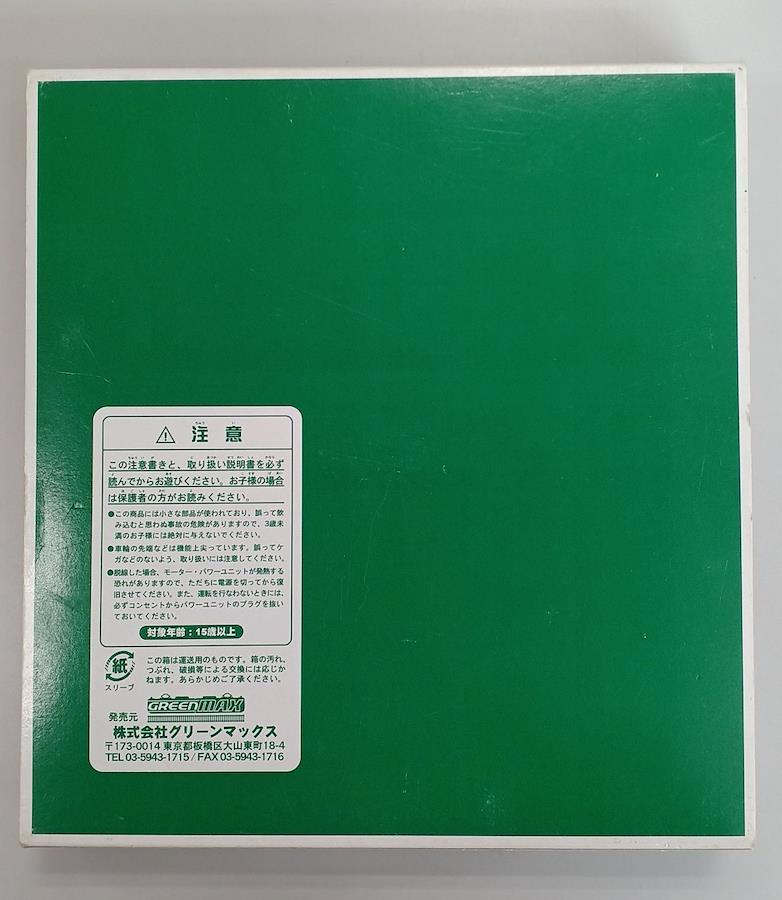 注意
この注意書きと、取り扱い説明書を必ず
読んでからお遊びください。お子様の場合
は保護者の方がお読みください。
●この商品には小さな部品が使われており、誤って飲
み込むと思わぬ事故の危険がありますので、3歳未
満のお子様には絶対に与えないでください。
●車輪の先端などは機能上尖っています。誤ってケ
ガなどのないよう、取り扱いには注意してください。
●脱線した場合、モーター・パワーユニットが発熱する
恐れがありますので、ただちに電源を切ってから復
旧させてください。また、運転を行なわないときには、
必ずコンセントからパワーユニットのプラグを抜い
ておいてください。
対象年齢：15歳以上
紙
スリーブ
この箱は運送用のものです。箱の汚れ、
つぶれ、破損等による交換には応じか
ねます。あらかじめご了承ください。
発売元
GREENMAX
株式会社グリーンマックス
〒173-0014 東京都板橋区大山東町18-4
TEL 03-5943-1715 / FAX 03-5943-1716